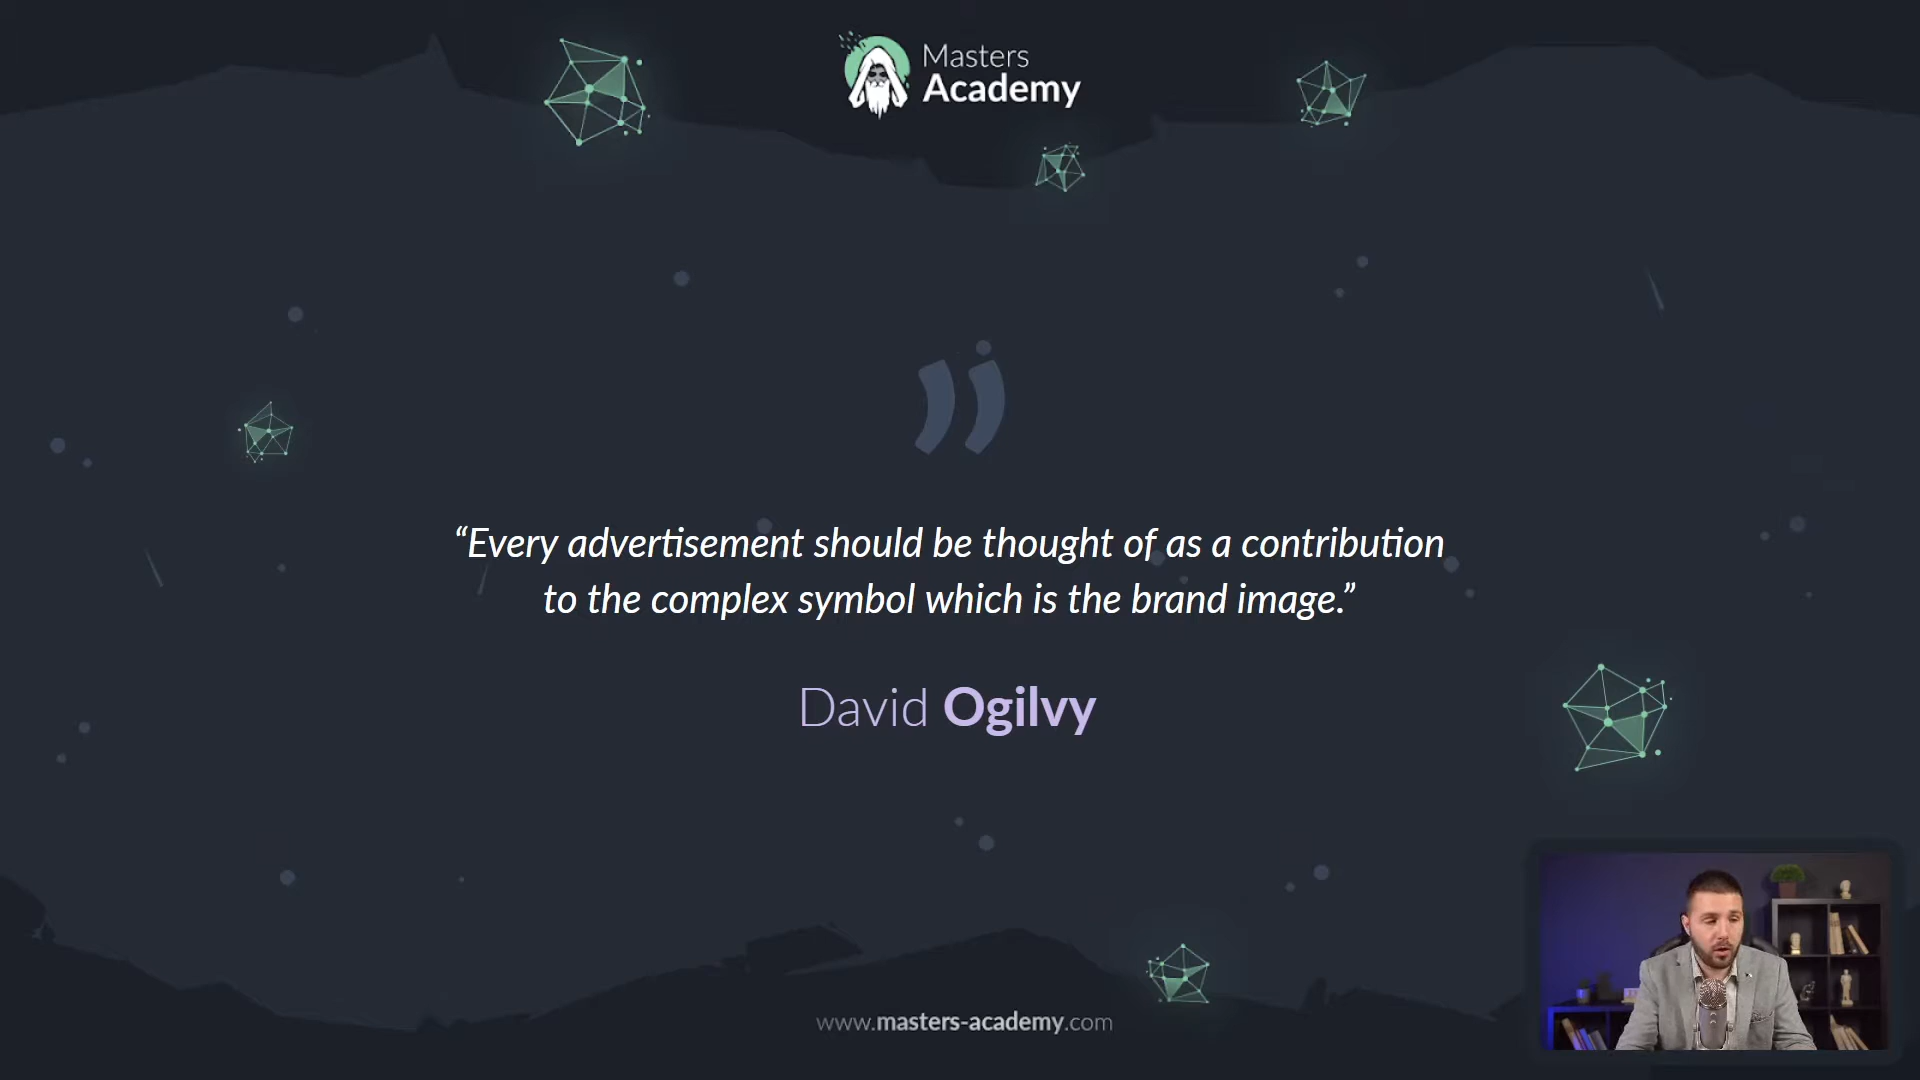 Masters
Academy
“Every advertisement should be thought of as a contribution
to the complex symbol which is the brand image.”
David Ogilvy
www.masters-academy.com